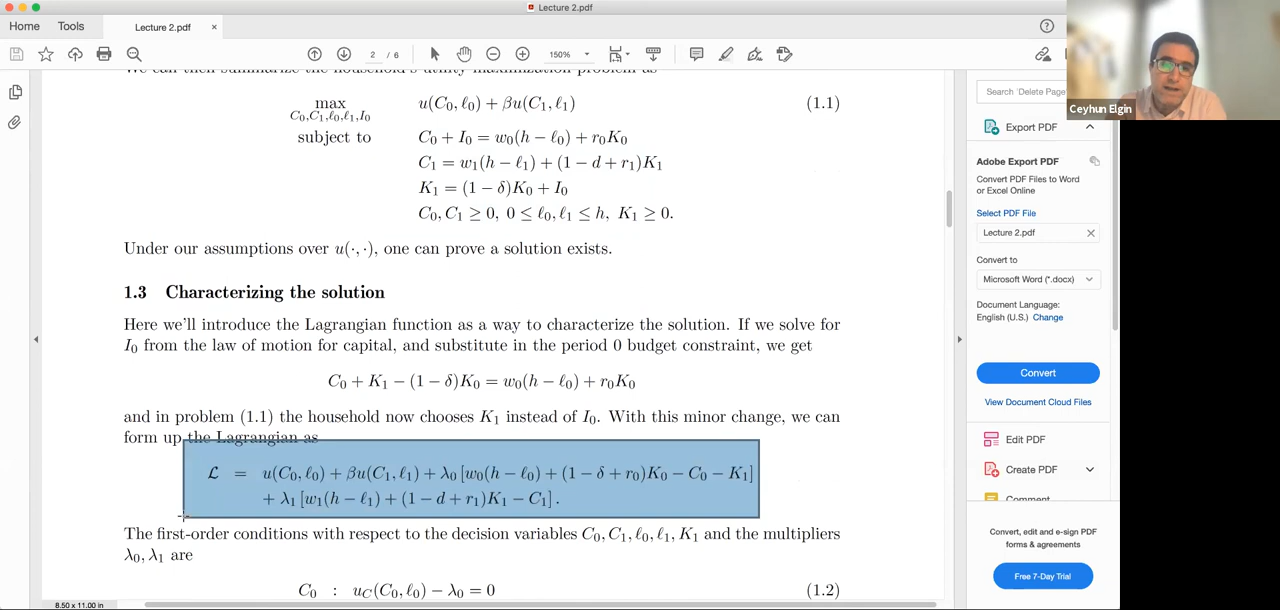 Lecture 2.pdf
Home
Tools
Lecture 2.pdf
×
2 / 6
150%
We can then summarize the household's utility maximization problem as
max u(C₀, ℓ₀) + βu(C₁, ℓ₁) (1.1)
C₀,C₁,ℓ₀,ℓ₁,I₀
subject to C₀ + I₀ = w₀(h − ℓ₀) + r₀K₀
C₁ = w₁(h − ℓ₁) + (1 − d + r₁)K₁
K₁ = (1 − δ)K₀ + I₀
C₀, C₁ ≥ 0, 0 ≤ ℓ₀, ℓ₁ ≤ h, K₁ ≥ 0.
Under our assumptions over u(·, ·), one can prove a solution exists.
1.3 Characterizing the solution
Here we'll introduce the Lagrangian function as a way to characterize the solution. If we solve for
I₀ from the law of motion for capital, and substitute in the period 0 budget constraint, we get
C₀ + K₁ − (1 − δ)K₀ = w₀(h − ℓ₀) + r₀K₀
and in problem (1.1) the household now chooses K₁ instead of I₀. With this minor change, we can
form up the Lagrangian as
ℒ = u(C₀, ℓ₀) + βu(C₁, ℓ₁) + λ₀ [w₀(h − ℓ₀) + (1 − δ + r₀)K₀ − C₀ − K₁]
+ λ₁ [w₁(h − ℓ₁) + (1 − d + r₁)K₁ − C₁] .
The first-order conditions with respect to the decision variables C₀, C₁, ℓ₀, ℓ₁, K₁ and the multipliers
λ₀, λ₁ are
C₀ : u_C(C₀, ℓ₀) − λ₀ = 0 (1.2)
8.50 x 11.00 in
Search 'Delete Page
Export PDF
Adobe Export PDF
Convert PDF Files to Word
or Excel Online
Select PDF File
Lecture 2.pdf
Convert to
Microsoft Word (*.docx)
Document Language:
English (U.S.) Change
Convert
View Document Cloud Files
Edit PDF
Create PDF
Comment
Convert, edit and e-sign PDF
forms & agreements
Free 7-Day Trial
Ceyhun Elgin